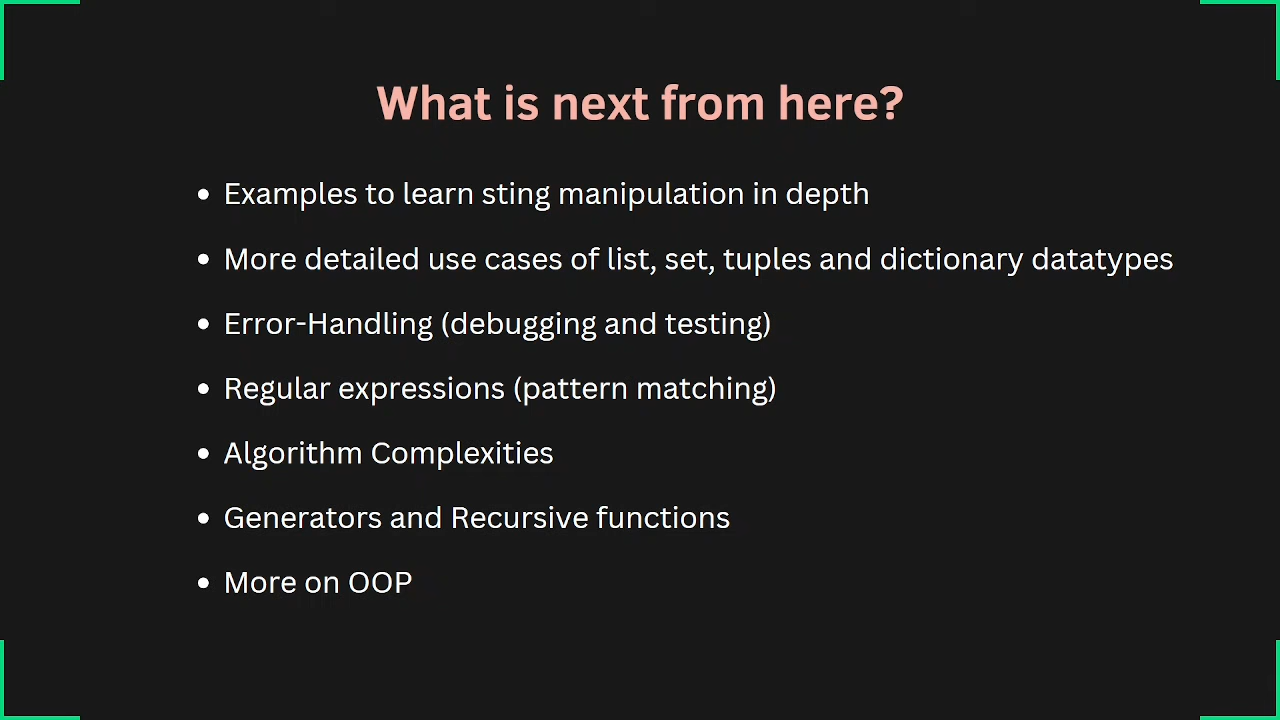 What is next from here?
• Examples to learn sting manipulation in depth
• More detailed use cases of list, set, tuples and dictionary datatypes
• Error-Handling (debugging and testing)
• Regular expressions (pattern matching)
• Algorithm Complexities
• Generators and Recursive functions
• More on OOP